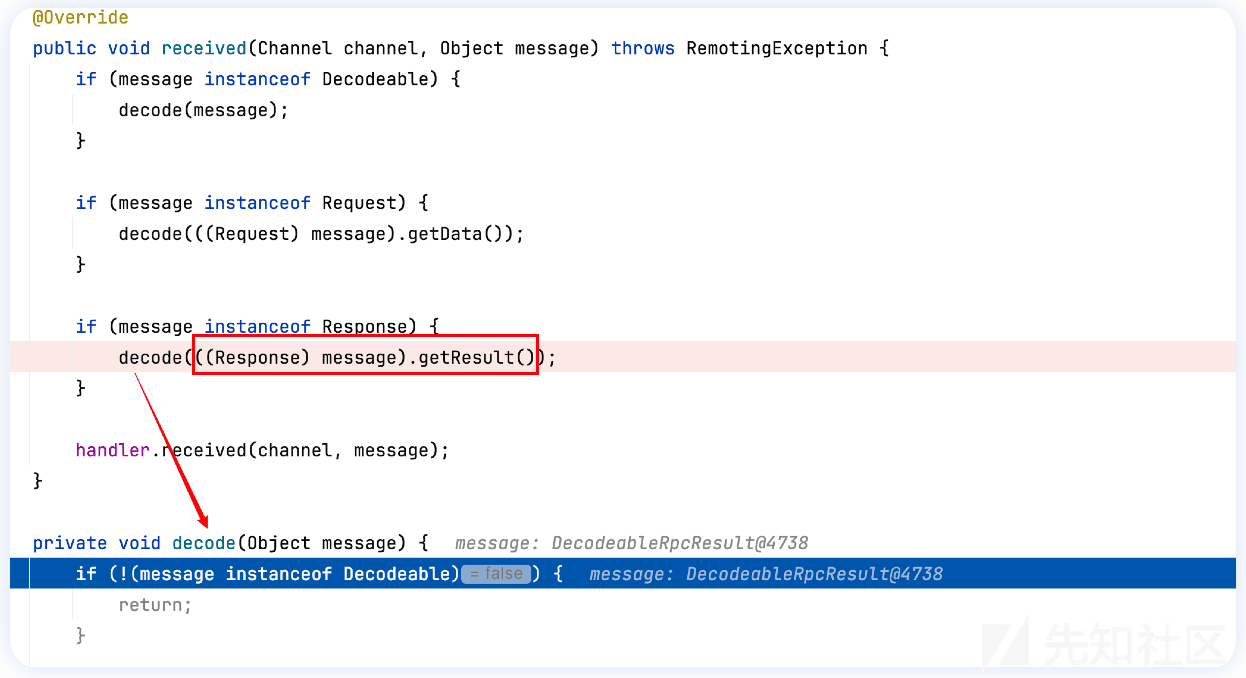 @Override
public void received(Channel channel, Object message) throws RemotingException {
    if (message instanceof Decodeable) {
        decode(message);
    }
    if (message instanceof Request) {
        decode(((Request) message).getData());
    }
    if (message instanceof Response) {
        decode(((Response) message).getResult());
    }
    handler.received(channel, message);
}
private void decode(Object message) {  message: DecodeableRpcResult@4738
    if (!(message instanceof Decodeable) = false ) {  message: DecodeableRpcResult@4738
        return;
    }
先知社区